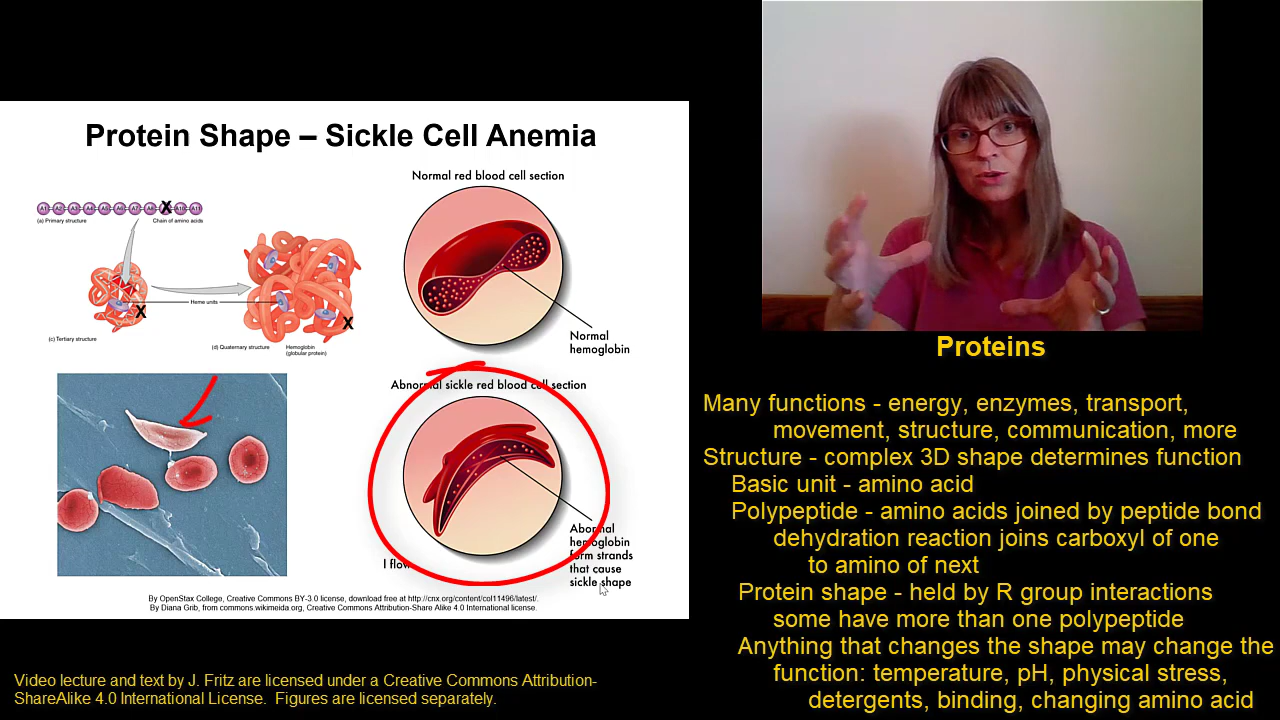 Protein Shape – Sickle Cell Anemia
Normal red blood cell section
(a) Primary structure
Chain of amino acids
X
Heme units
X
X
(c) Tertiary structure
(d) Quaternary structure
Hemoglobin
(globular protein)
Normal
hemoglobin
Abnormal sickle red blood cell section
Abormal
hemoglobin
form strands
that cause
sickle shape
l flow
By OpenStax College, Creative Commons BY-3.0 license, download free at http://cnx.org/content/col11496/latest/.
By Diana Grib, from commons.wikimeida.org, Creative Commons Attribution-Share Alike 4.0 International license.
Video lecture and text by J. Fritz are licensed under a Creative Commons Attribution-
ShareAlike 4.0 International License. Figures are licensed separately.
Proteins
Many functions - energy, enzymes, transport,
movement, structure, communication, more
Structure - complex 3D shape determines function
Basic unit - amino acid
Polypeptide - amino acids joined by peptide bond
dehydration reaction joins carboxyl of one
to amino of next
Protein shape - held by R group interactions
some have more than one polypeptide
Anything that changes the shape may change the
function: temperature, pH, physical stress,
detergents, binding, changing amino acid